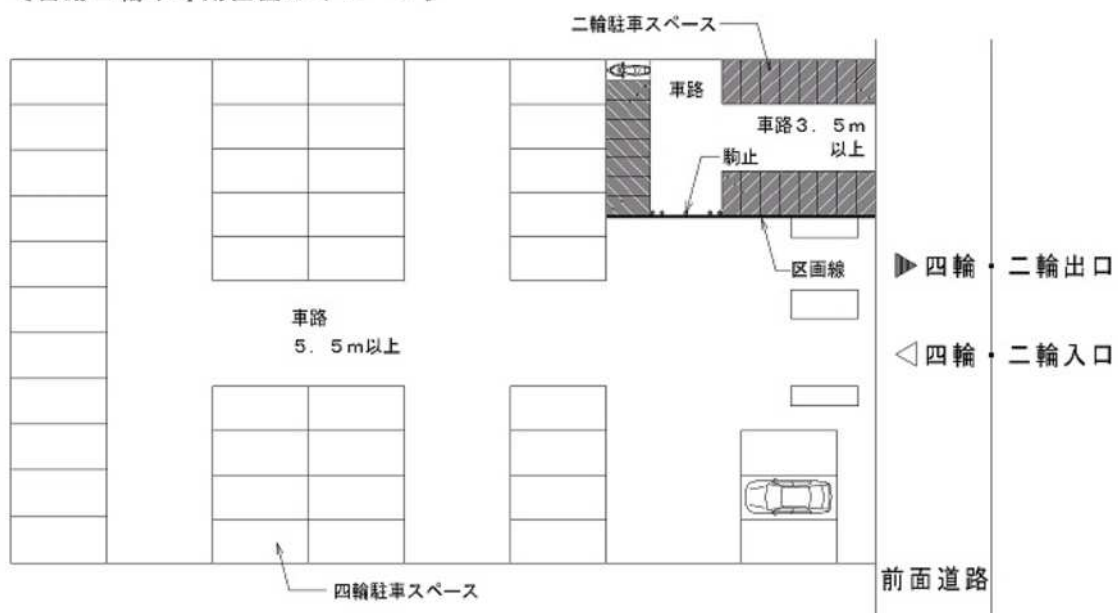 二輪駐車スペース
車路
車路３．５ｍ
以上
駒止
区画線
四輪・二輪出口
車路
５．５ｍ以上
四輪・二輪入口
四輪駐車スペース
前面道路